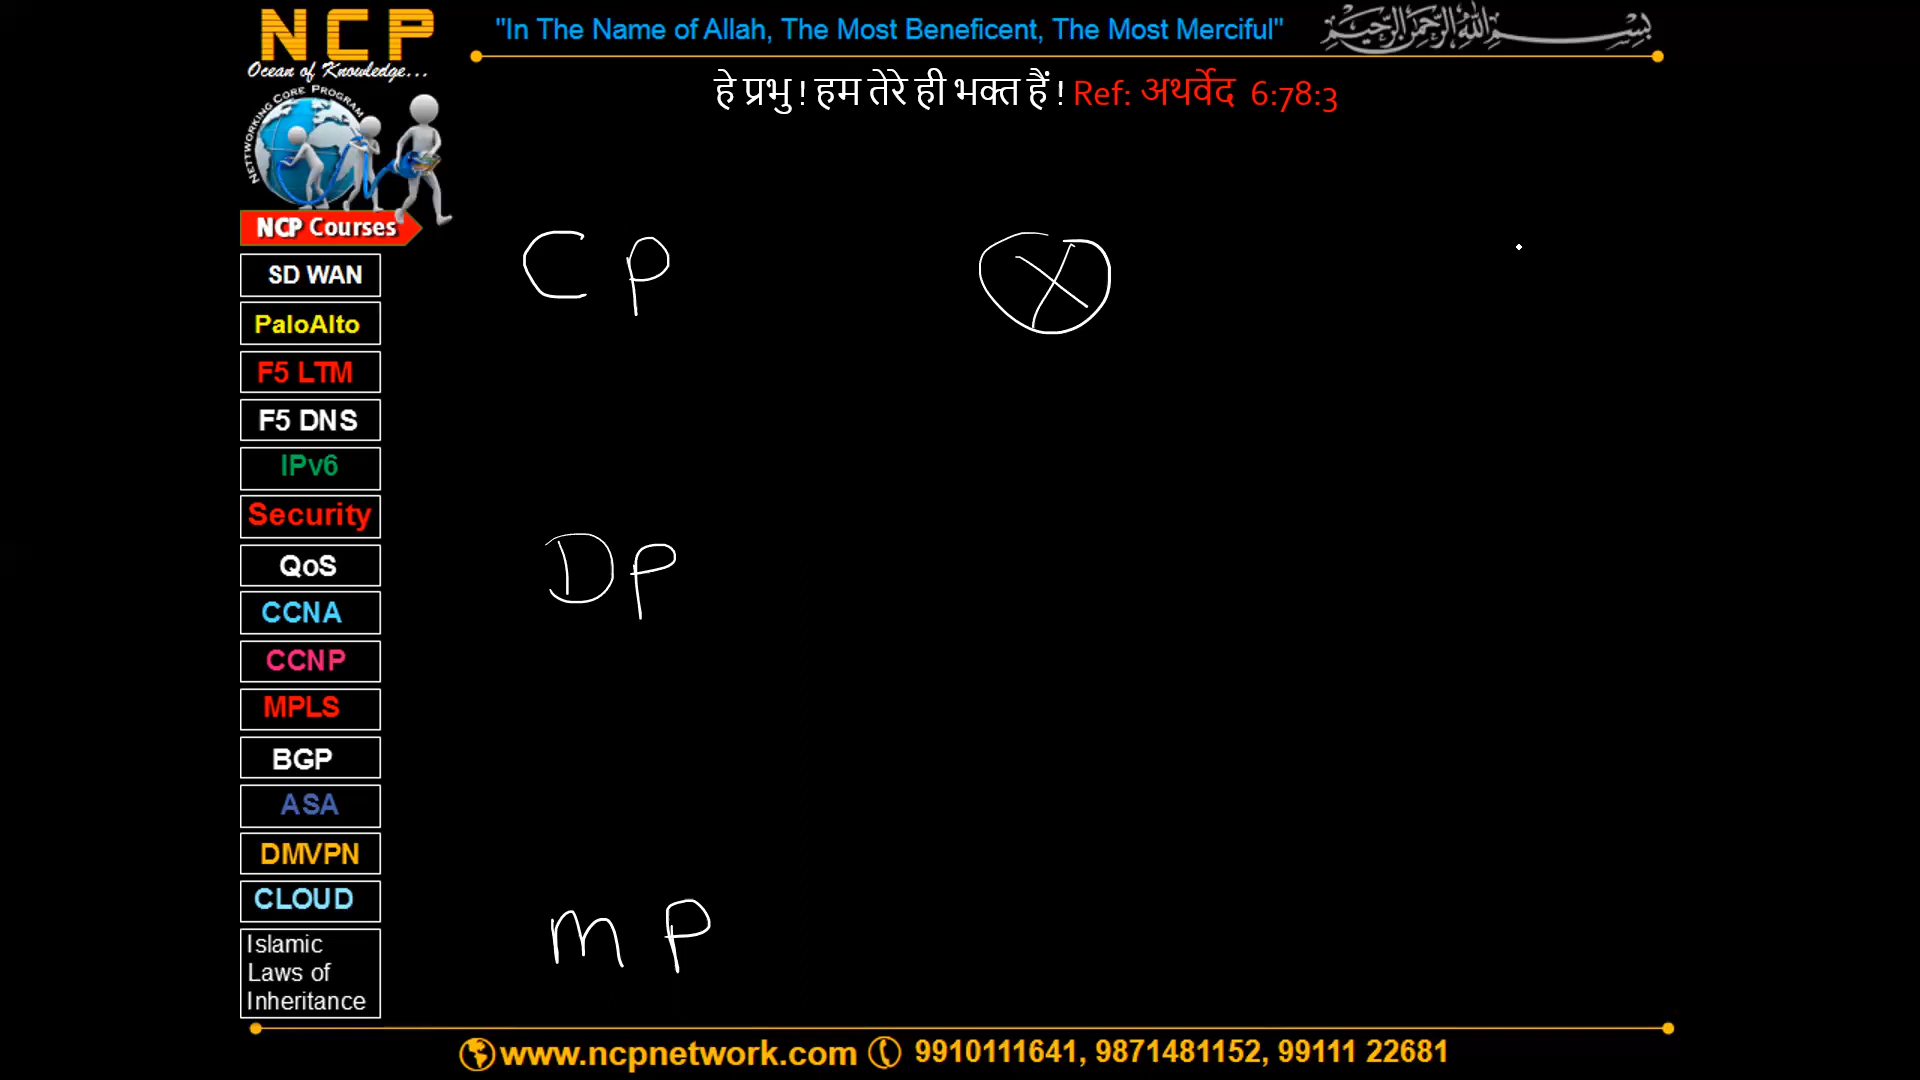 NCP
"In The Name of Allah, The Most Beneficent, The Most Merciful"
بسم الله الرحمن الرحيم
Ocean of Knowledge...
हे प्रभु ! हम तेरे ही भक्त हैं ! Ref: अथर्वेद 6:78:3
NETTWORKING CORE PROGRAM
NCP Courses
SD WAN
PaloAlto
F5 LTM
F5 DNS
IPv6
Security
QoS
CCNA
CCNP
MPLS
BGP
ASA
DMVPN
CLOUD
Islamic
Laws of
Inheritance
CP
DP
MP
www.ncpnetwork.com 9910111641, 9871481152, 99111 22681